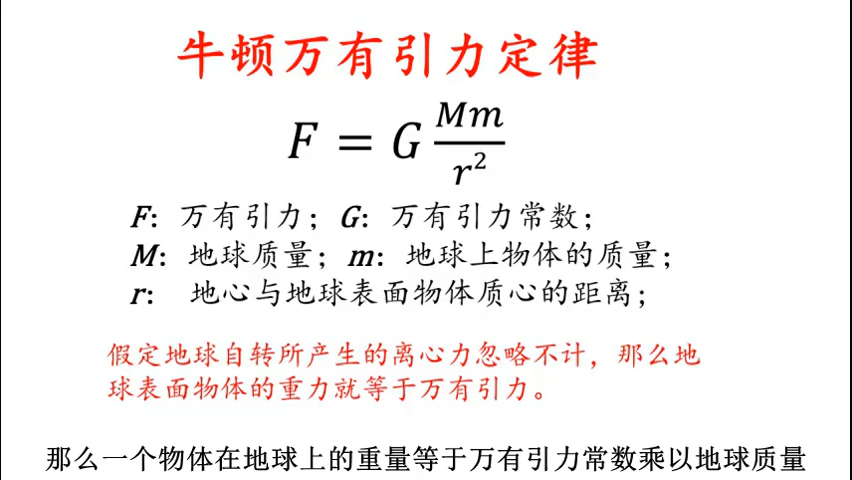 牛顿万有引力定律
F = G Mm/r²
F: 万有引力；G: 万有引力常数；
M: 地球质量；m: 地球上物体的质量；
r: 地心与地球表面物体质心的距离；
假定地球自转所产生的离心力忽略不计，那么地
球表面物体的重力就等于万有引力。
那么一个物体在地球上的重量等于万有引力常数乘以地球质量